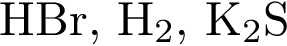 HBr, H₂, K₂S